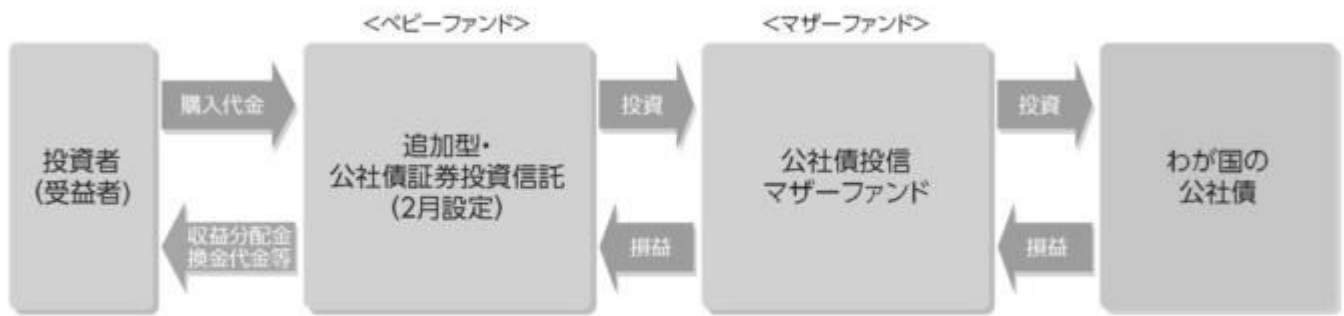 <ベビーファンド>
<マザーファンド>
投資者
(受益者)
購入代金
収益分配金
換金代金等
追加型・
公社債証券投資信託
(2月設定)
投資
損益
公社債投信
マザーファンド
投資
損益
わが国の
公社債